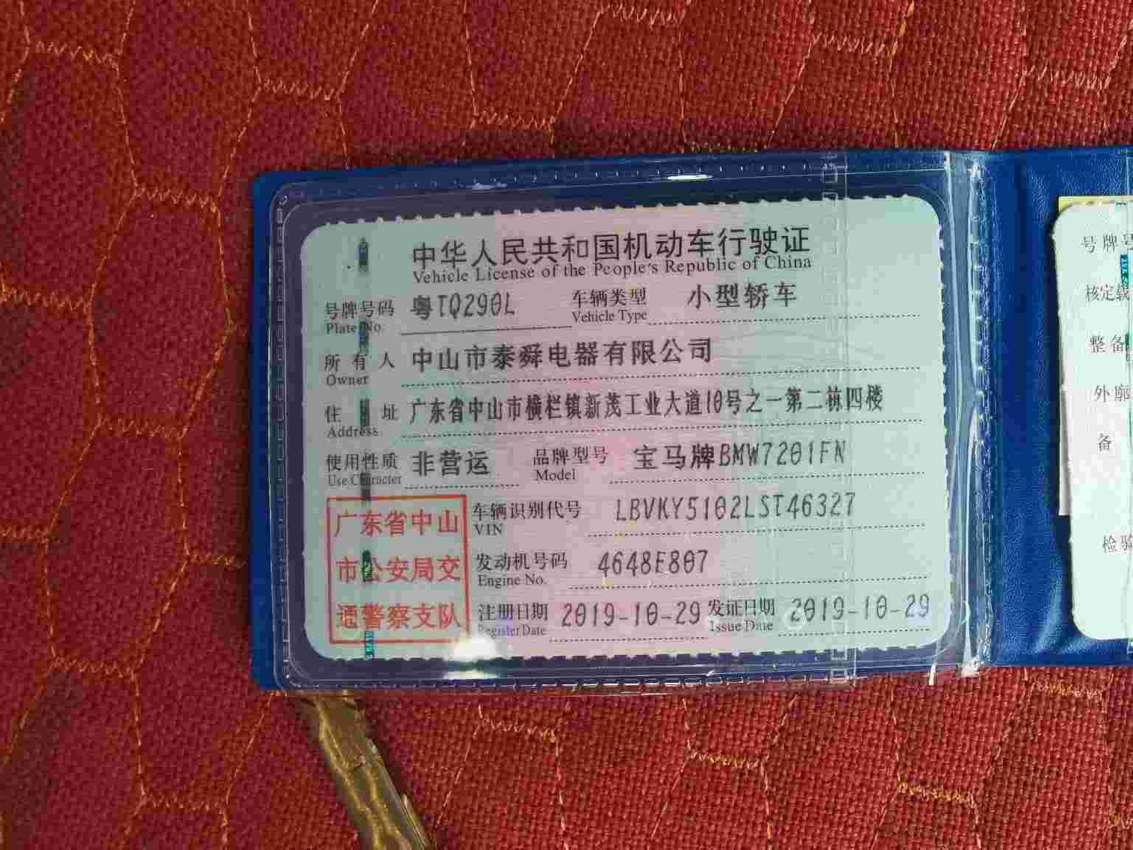 中华人民共和国机动车行驶证
Vehicle License of the People's Republic of China
号牌号码 粤TQ290L 车辆类型 小型轿车
Plate No. Vehicle Type
所有人 中山市泰舜电器有限公司
Owner
住址 广东省中山市横栏镇新茂工业大道10号之一第二栋四楼
Address
使用性质 非营运 品牌型号 宝马牌BMW7201FN
Use Character Model
车辆识别代号 LBVKY5102LST46327
VIN
发动机号码 4648F807
Engine No.
注册日期 2019-10-29 发证日期 2019-10-29
Register Date Issue Date
广东省中山
市公安局交
通警察支队
号牌号
核定载
整备
外廓
备
检验